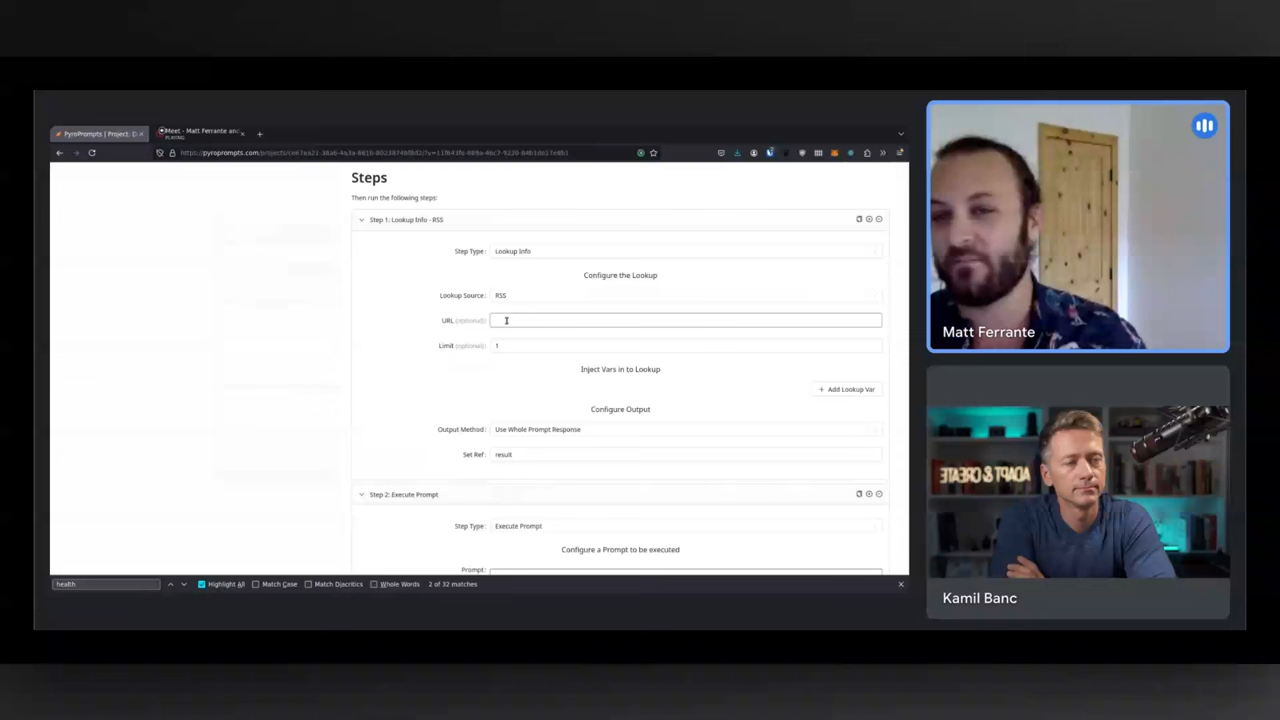 PyroPrompts | Project: D
Meet - Matt Ferrante and
PLAYING
Steps
Then run the following steps:
Step 1: Lookup Info - RSS
Step Type: Lookup Info
Configure the Lookup
Lookup Source: RSS
URL (optional):
Limit (optional): 1
Inject Vars in to Lookup
+ Add Lookup Var
Configure Output
Output Method: Use Whole Prompt Response
Set Ref: result
Step 2: Execute Prompt
Step Type: Execute Prompt
Configure a Prompt to be executed
Prompt:
health Highlight All Match Case Match Diacritics Whole Words 2 of 32 matches
Matt Ferrante
ADAPT & CREATE
Kamil Banc